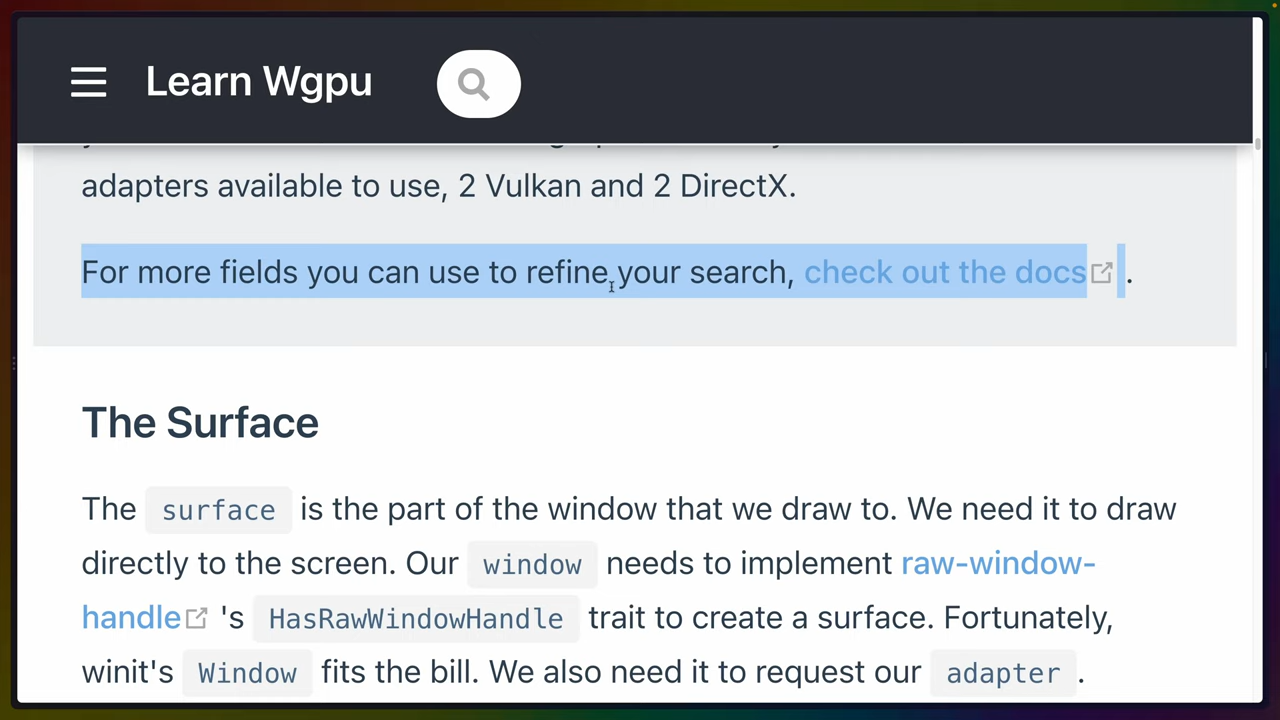 Learn Wgpu
adapters available to use, 2 Vulkan and 2 DirectX.
For more fields you can use to refine your search, check out the docs .
The Surface
The surface is the part of the window that we draw to. We need it to draw
directly to the screen. Our window needs to implement raw-window-
handle 's HasRawWindowHandle trait to create a surface. Fortunately,
winit's Window fits the bill. We also need it to request our adapter .